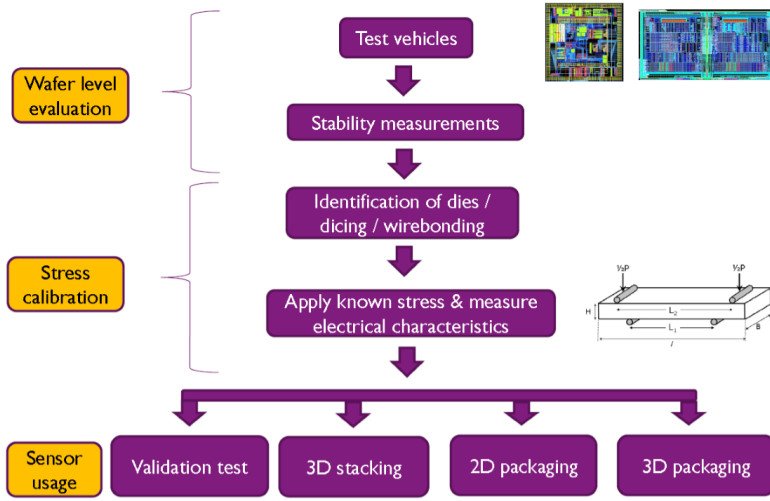 Test vehicles
Wafer level
evaluation
Stability measurements
Identification of dies /
dicing / wirebonding
Stress
calibration
Apply known stress & measure
electrical characteristics
½P
½P
H
L₂
L₁
B
l
Sensor
usage
Validation test
3D stacking
2D packaging
3D packaging